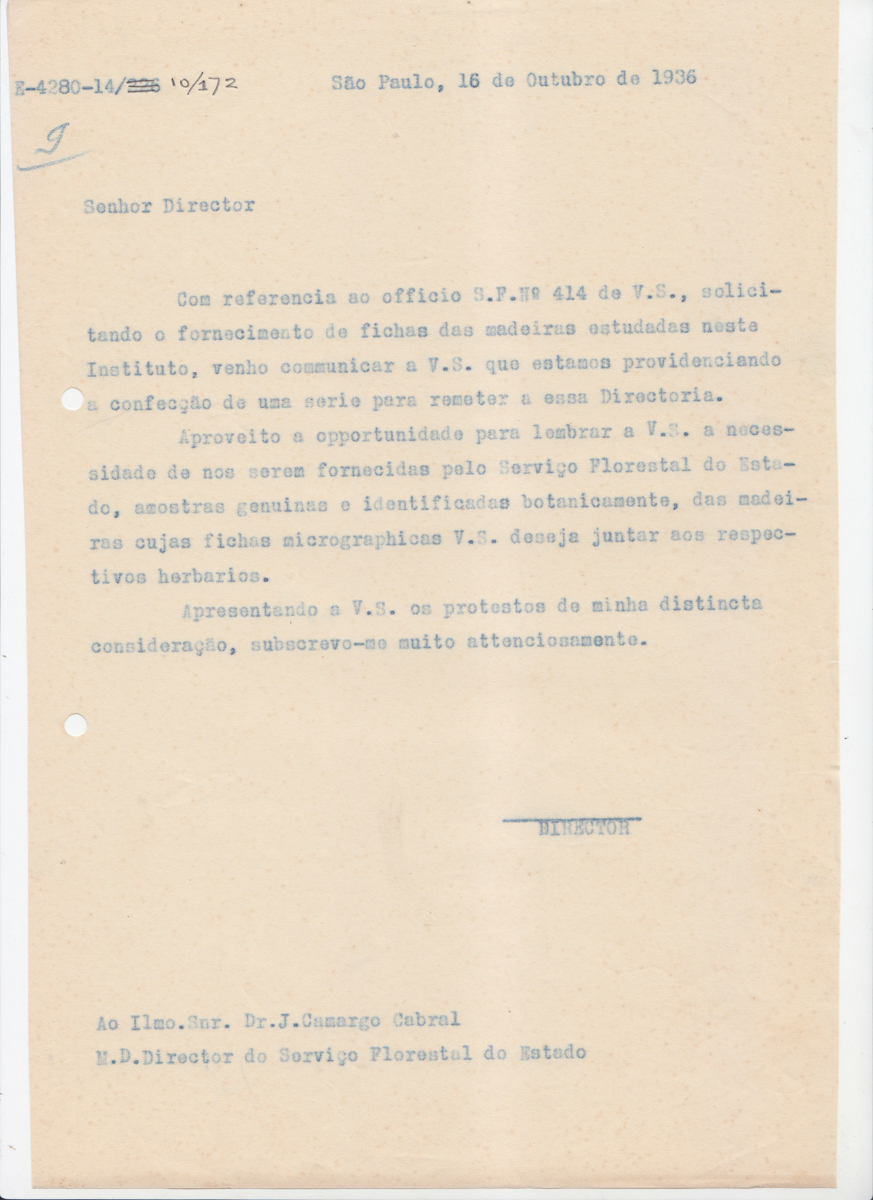 E-4280-14/226 10/172 São Paulo, 16 de Outubro de 1936
Senhor Director
Com referencia ao officio S.F.Nº 414 de V.S., solici-
tando o fornecimento de fichas das madeiras estudadas neste
Instituto, venho communicar a V.S. que estamos providenciando
a confecção de uma serie para remeter a essa Directoria.
Aproveito a opportunidade para lembrar a V.S. a neces-
sidade de nos serem fornecidas pelo Serviço Florestal do Esta-
do, amostras genuinas e identificadas botanicamente, das madei-
ras cujas fichas micrographicas V.S. deseja juntar aos respec-
tivos herbarios.
Apresentando a V.S. os protestos de minha distincta
consideração, subscrevo-me muito attenciosamente.
DIRECTOR
Ao Ilmo.Snr. Dr.J.Camargo Cabral
M.D.Director do Serviço Florestal do Estado